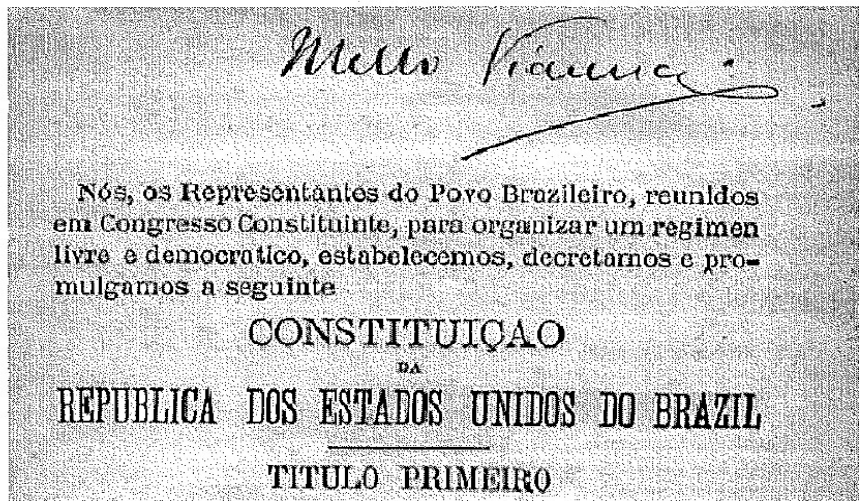 Mello Vianna
Nós, os Representantes do Povo Brazileiro, reunidos
em Congresso Constituinte, para organizar um regimen
livre e democratico, estabelecemos, decretamos e pro-
mulgamos a seguinte
CONSTITUIÇAO
DA
REPUBLICA DOS ESTADOS UNIDOS DO BRAZIL
TITULO PRIMEIRO